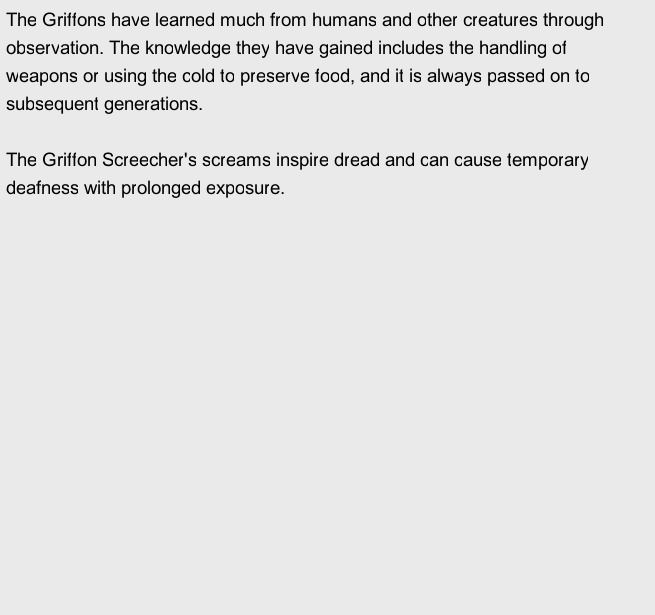 The Griffons have learned much from humans and other creatures through
observation. The knowledge they have gained includes the handling of
weapons or using the cold to preserve food, and it is always passed on to
subsequent generations.

The Griffon Screecher's screams inspire dread and can cause temporary
deafness with prolonged exposure.